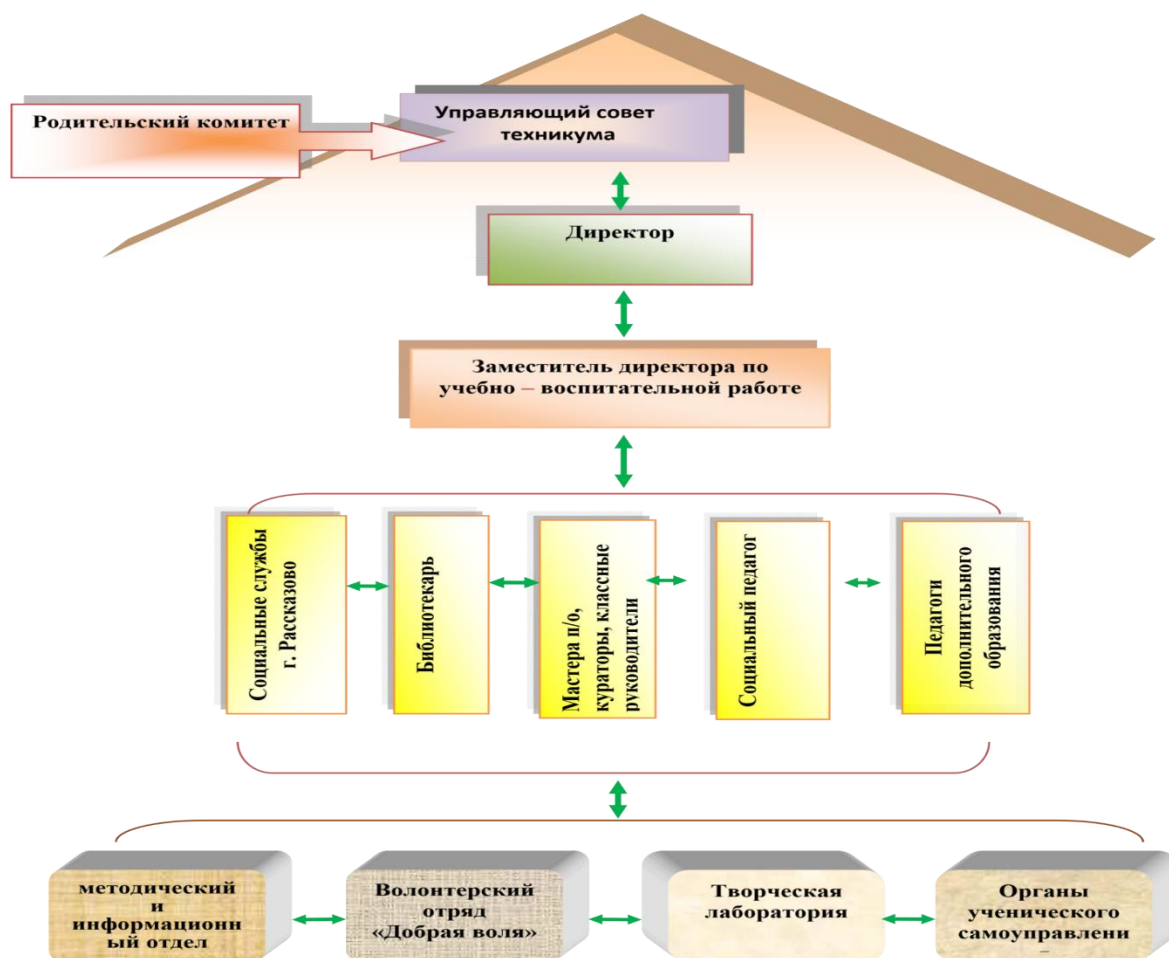 Родительский комитет
Управляющий совет
техникума
Директор
Заместитель директора по
учебно – воспитательной работе
Социальные службы
г. Рассказово
Библиотекарь
Мастера п/о,
кураторы, классные
руководители
Социальный педагог
Педагоги
дополнительного
образования
методический
и
информационн
ый отдел
Волонтерский
отряд
«Добрая воля»
Творческая
лаборатория
Органы
ученического
самоуправлени